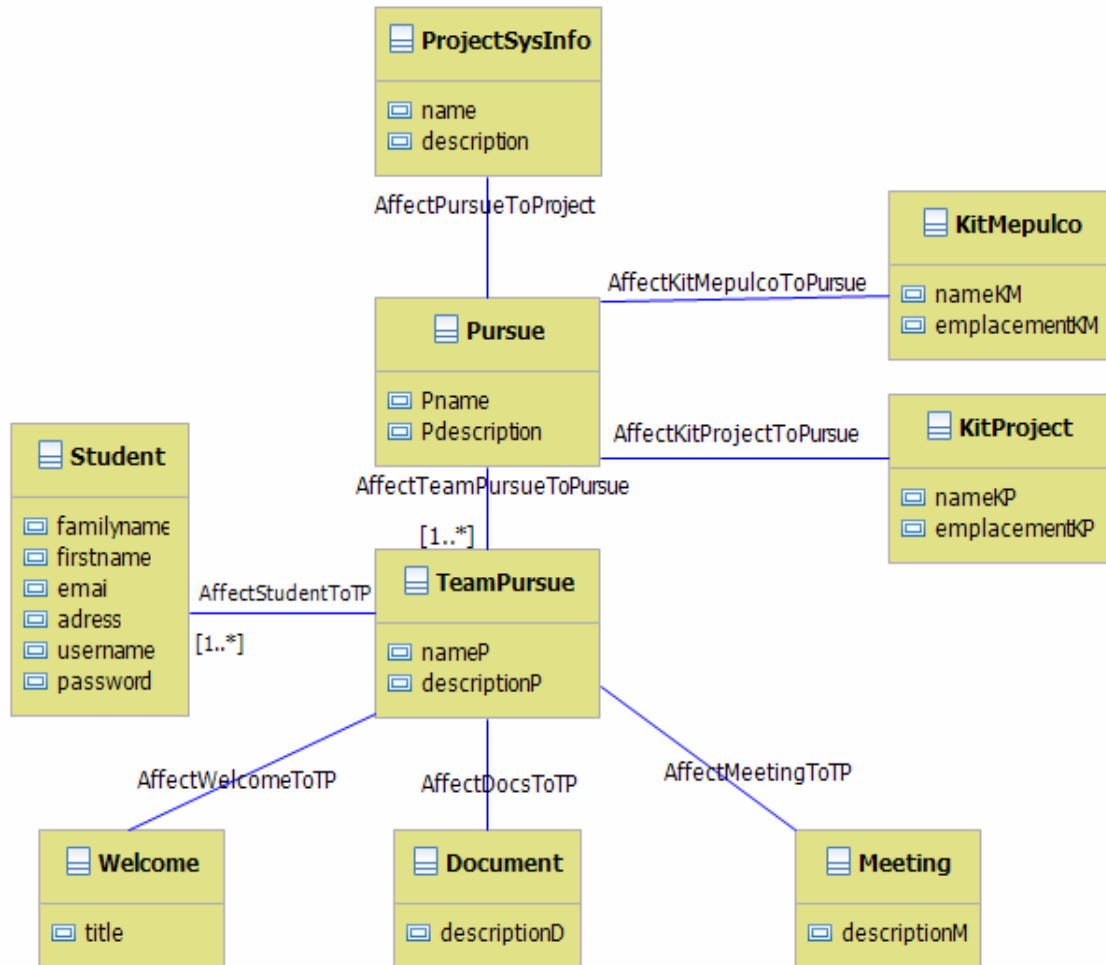 ProjectSysInfo
name
description
AffectPursueToProject
KitMepulco
nameKM
emplacementKM
AffectKitMepulcoToPursue
Pursue
Pname
Pdescription
AffectKitProjectToPursue
KitProject
nameKP
emplacementKP
AffectTeamPursueToPursue
[1..*]
Student
familyname
firstname
emai
adress
username
password
AffectStudentToTP
[1..*]
TeamPursue
nameP
descriptionP
AffectWelcomeToTP
AffectDocsToTP
AffectMeetingToTP
Welcome
title
Document
descriptionD
Meeting
descriptionM